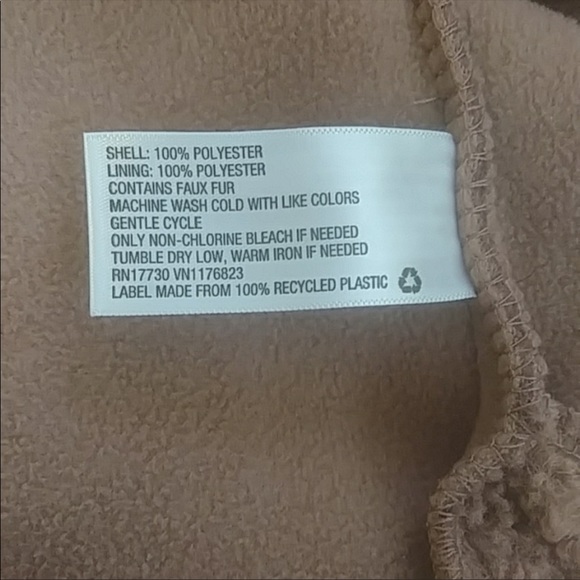 SHELL: 100% POLYESTER
LINING: 100% POLYESTER
CONTAINS FAUX FUR
MACHINE WASH COLD WITH LIKE COLORS
GENTLE CYCLE
ONLY NON-CHLORINE BLEACH IF NEEDED
TUMBLE DRY LOW, WARM IRON IF NEEDED
RN17730 VN1176823
LABEL MADE FROM 100% RECYCLED PLASTIC